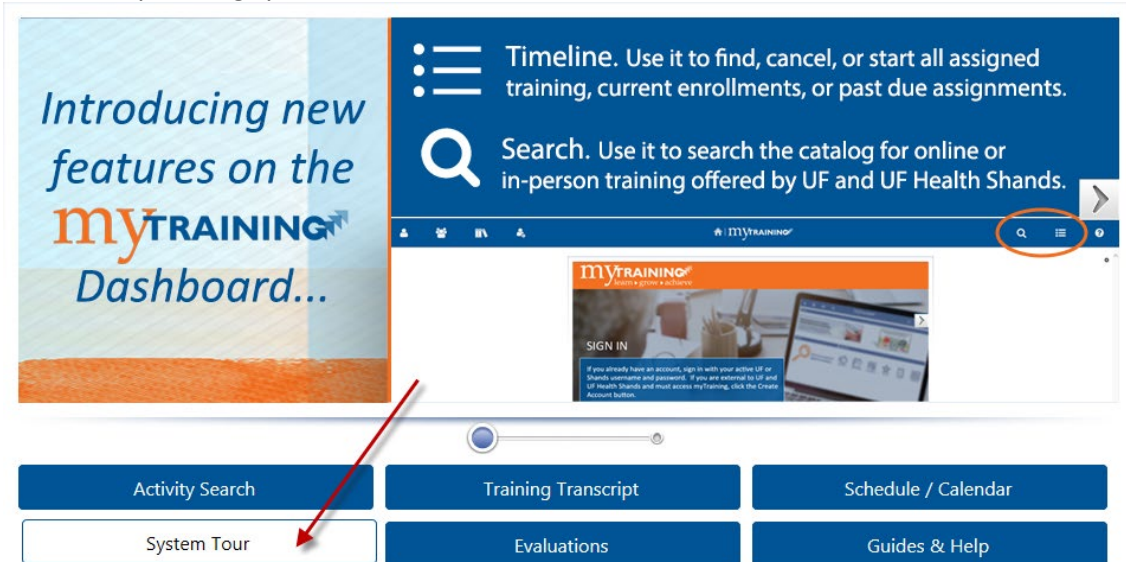 Introducing new
features on the
myTRAINING
Dashboard...
Timeline. Use it to find, cancel, or start all assigned
training, current enrollments, or past due assignments.
Search. Use it to search the catalog for online or
in-person training offered by UF and UF Health Shands.
myTRAINING
myTRAINING
learn • grow • achieve
SIGN IN
If you already have an account, sign in with your active UF or
Shands username and password. If you are external to UF and
UF Health Shands and must access myTraining, click the Create
Account button.
Activity Search
Training Transcript
Schedule / Calendar
System Tour
Evaluations
Guides & Help